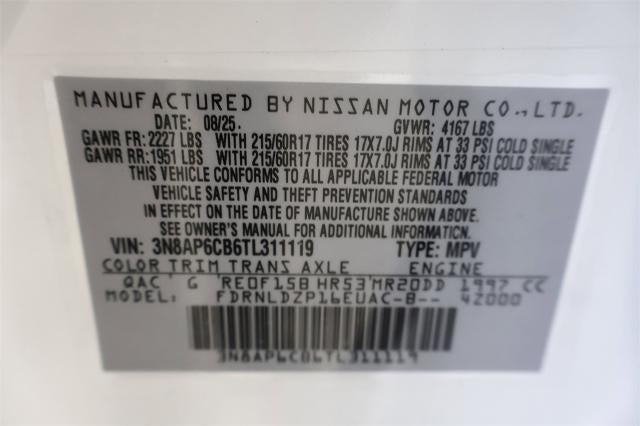 MANUFACTURED BY NISSAN MOTOR CO.,LTD.
DATE: 08/25. GVWR: 4167 LBS
GAWR FR: 2227 LBS WITH 215/60R17 TIRES 17X7.0J RIMS AT 33 PSI COLD SINGLE
GAWR RR: 1951 LBS WITH 215/60R17 TIRES 17X7.0J RIMS AT 33 PSI COLD SINGLE
THIS VEHICLE CONFORMS TO ALL APPLICABLE FEDERAL MOTOR
VEHICLE SAFETY AND THEFT PREVENTION STANDARDS
IN EFFECT ON THE DATE OF MANUFACTURE SHOWN ABOVE.
SEE OWNER'S MANUAL FOR ADDITIONAL INFORMATION.
VIN: 3N8AP6CB6TL311119 TYPE: MPV
COLOR TRIM TRANS AXLE ENGINE
QAC G RE0F15B HR53 MR20DD 1997 CC
MODEL: FDRNLDZP16EUAC-B-- 42000
3N8AP6CB6TL311119